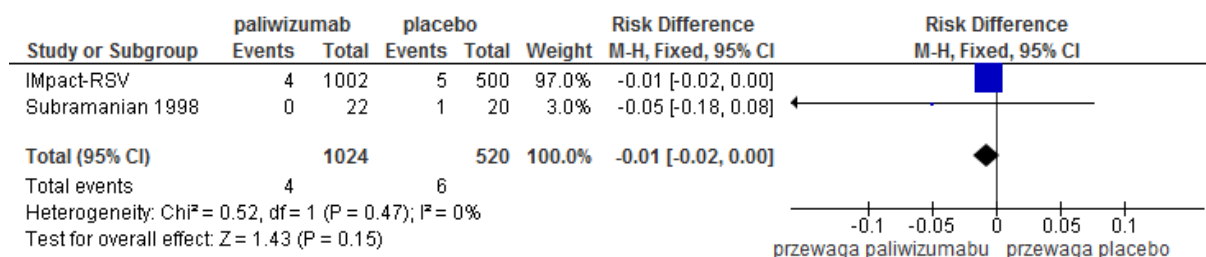 paliwizumab placebo Risk Difference Risk Difference
Study or Subgroup Events Total Events Total Weight M-H, Fixed, 95% CI M-H, Fixed, 95% CI
IMpact-RSV 4 1002 5 500 97.0% -0.01 [-0.02, 0.00]
Subramanian 1998 0 22 1 20 3.0% -0.05 [-0.18, 0.08]
Total (95% CI) 1024 520 100.0% -0.01 [-0.02, 0.00]
Total events 4 6
Heterogeneity: Chi² = 0.52, df = 1 (P = 0.47); I² = 0%
Test for overall effect: Z = 1.43 (P = 0.15)
-0.1 -0.05 0 0.05 0.1
przewaga paliwizumabu przewaga placebo